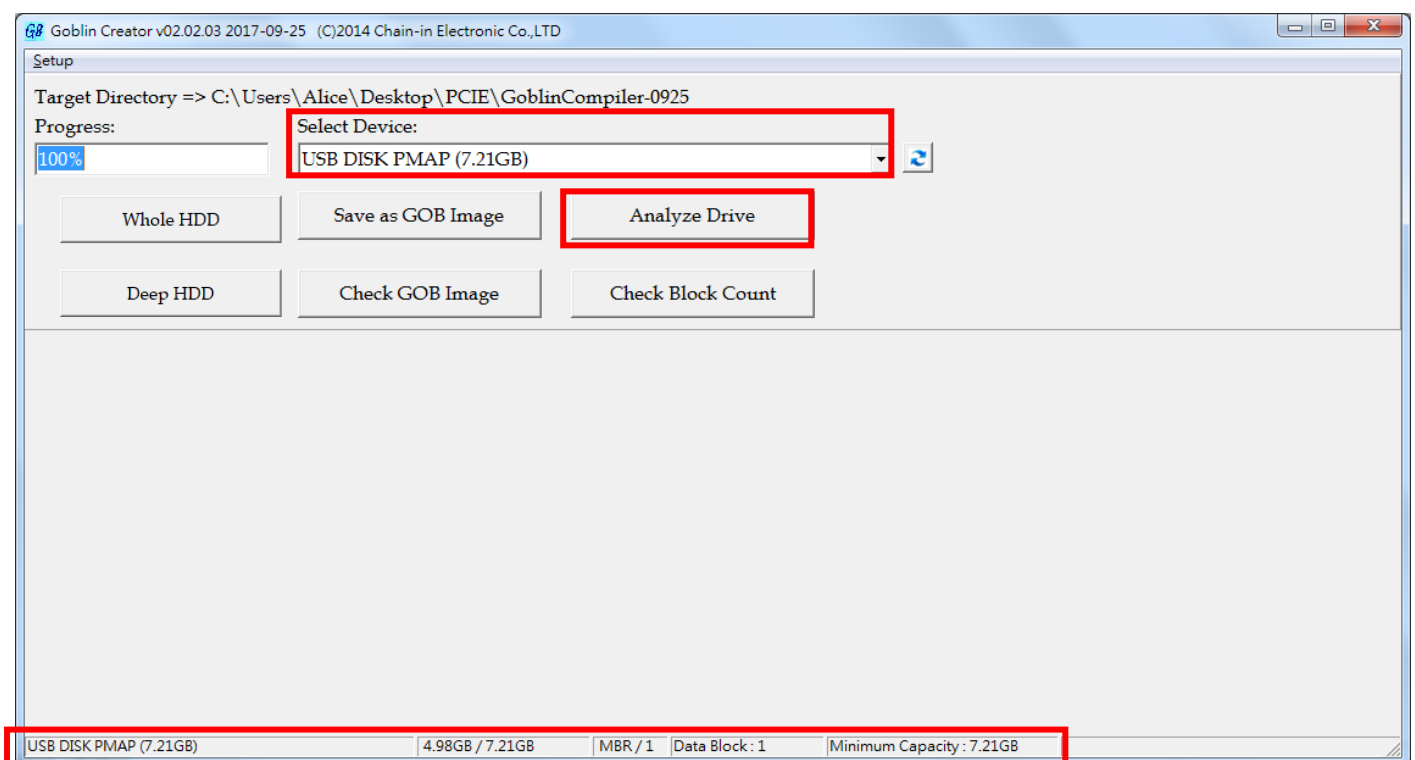 GB Goblin Creator v02.02.03 2017-09-25 (C)2014 Chain-in Electronic Co.,LTD
Setup
Target Directory => C:\Users\Alice\Desktop\PCIE\GoblinCompiler-0925
Progress: Select Device:
100% USB DISK PMAP (7.21GB)
Whole HDD Save as GOB Image Analyze Drive
Deep HDD Check GOB Image Check Block Count
USB DISK PMAP (7.21GB) 4.98GB / 7.21GB MBR / 1 Data Block : 1 Minimum Capacity : 7.21GB